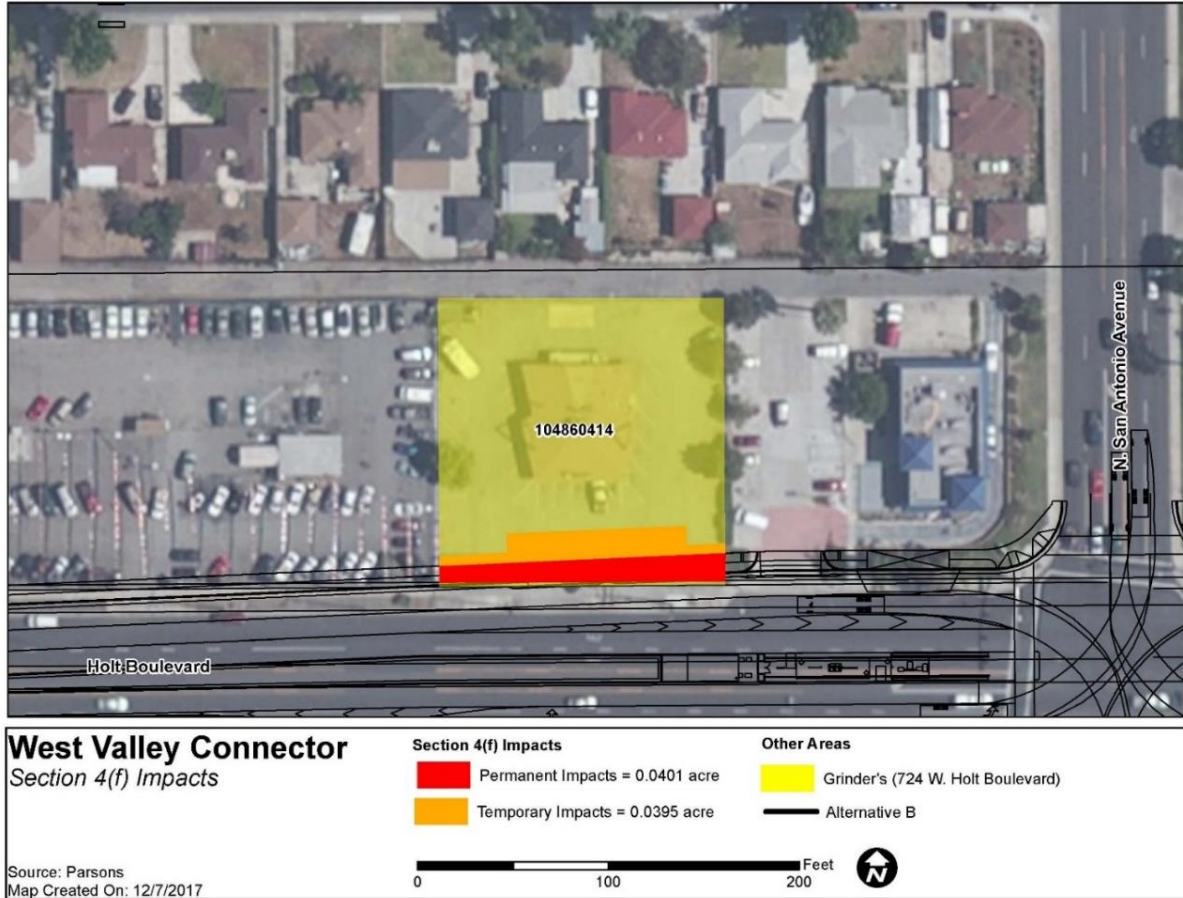 104860414
N. San Antonio Avenue
Holt Boulevard
West Valley Connector
Section 4(f) Impacts
Section 4(f) Impacts
Permanent Impacts = 0.0401 acre
Temporary Impacts = 0.0395 acre
Other Areas
Grinder's (724 W. Holt Boulevard)
Alternative B
Source: Parsons
Map Created On: 12/7/2017
Feet
0 100 200
N